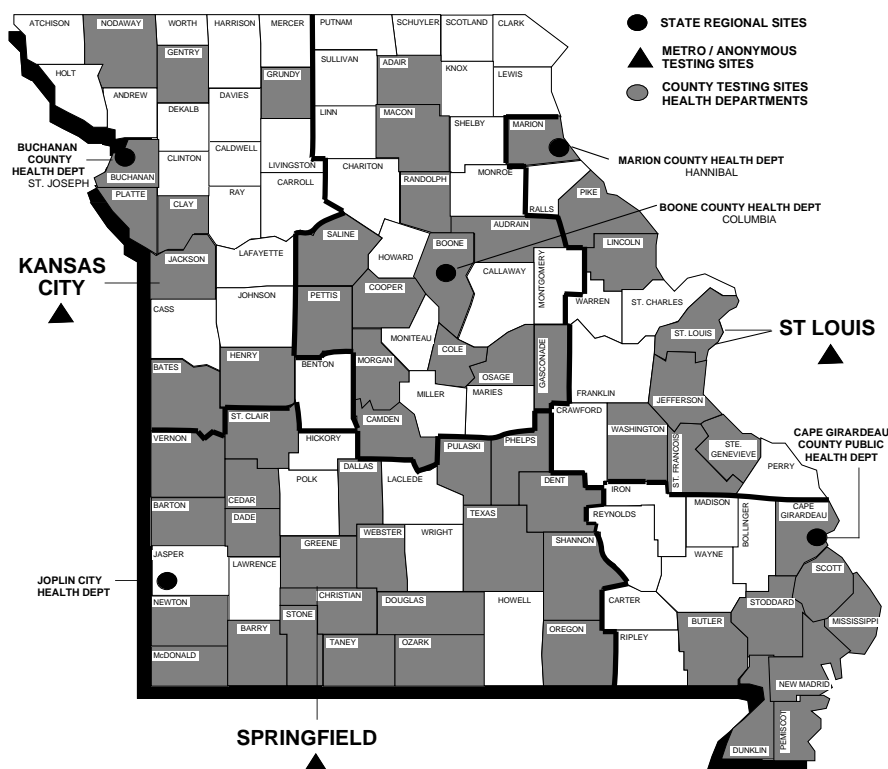 ATCHISON
NODAWAY
WORTH
HARRISON
MERCER
PUTNAM
SCHUYLER
SCOTLAND
CLARK
STATE REGIONAL SITES
METRO / ANONYMOUS
TESTING SITES
COUNTY TESTING SITES
HEALTH DEPARTMENTS
HOLT
GENTRY
GRUNDY
SULLIVAN
ADAIR
KNOX
LEWIS
ANDREW
DEKALB
DAVIES
LINN
MACON
SHELBY
MARION
BUCHANAN
COUNTY
HEALTH DEPT
ST. JOSEPH
BUCHANAN
CLINTON
CALDWELL
LIVINGSTON
CHARITON
MONROE
MARION COUNTY HEALTH DEPT
HANNIBAL
PLATTE
CLAY
RAY
CARROLL
RANDOLPH
RALLS
PIKE
BOONE COUNTY HEALTH DEPT
COLUMBIA
AUDRAIN
SALINE
HOWARD
BOONE
LINCOLN
KANSAS
CITY
JACKSON
LAFAYETTE
CALLAWAY
MONTGOMERY
CASS
JOHNSON
PETTIS
COOPER
WARREN
ST. CHARLES
MONITEAU
ST. LOUIS
ST LOUIS
BATES
HENRY
BENTON
MORGAN
COLE
OSAGE
GASCONADE
MILLER
MARIES
FRANKLIN
JEFFERSON
ST. CLAIR
CAMDEN
CRAWFORD
WASHINGTON
CAPE GIRARDEAU
COUNTY PUBLIC
HEALTH DEPT
VERNON
HICKORY
PULASKI
PHELPS
ST. FRANCOIS
STE.
GENEVIEVE
PERRY
CEDAR
POLK
DALLAS
LACLEDE
DENT
IRON
MADISON
BOLLINGER
CAPE
GIRARDEAU
BARTON
DADE
TEXAS
REYNOLDS
GREENE
WEBSTER
WRIGHT
SHANNON
WAYNE
JASPER
LAWRENCE
SCOTT
JOPLIN CITY
HEALTH DEPT
NEWTON
CHRISTIAN
DOUGLAS
HOWELL
CARTER
STODDARD
MISSISSIPPI
STONE
BARRY
TANEY
OZARK
OREGON
RIPLEY
BUTLER
McDONALD
NEW MADRID
SPRINGFIELD
DUNKLIN
PEMISCOT